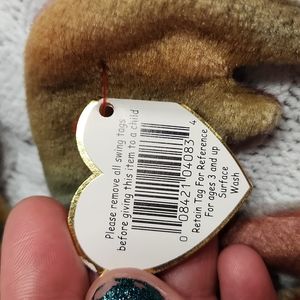 Please remove all swing tags
before giving this item to a child
0 08421 04083 4
Retain Tag For Reference
For ages 3 and up
Surface
Wash